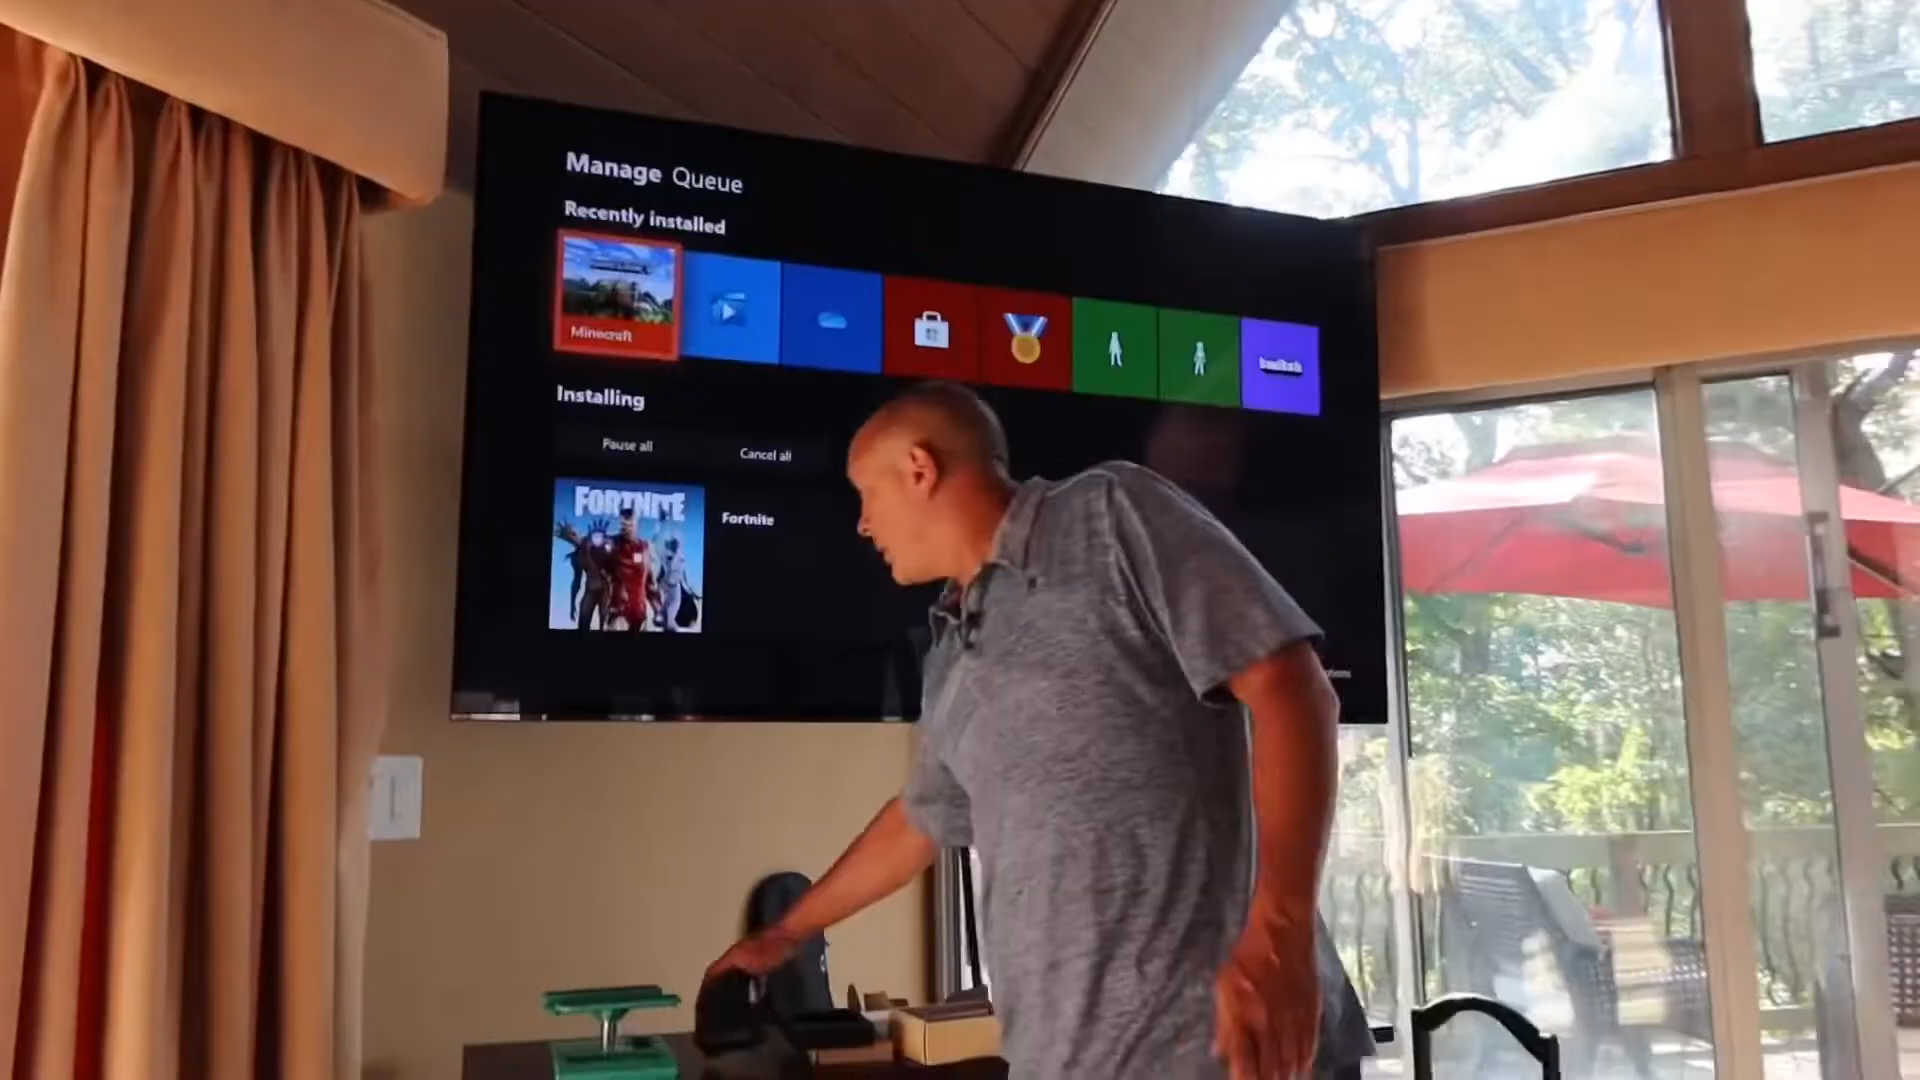 Manage Queue
Recently installed
Minecraft
twitch
Installing
Pause all
Cancel all
FORTNITE
Fortnite